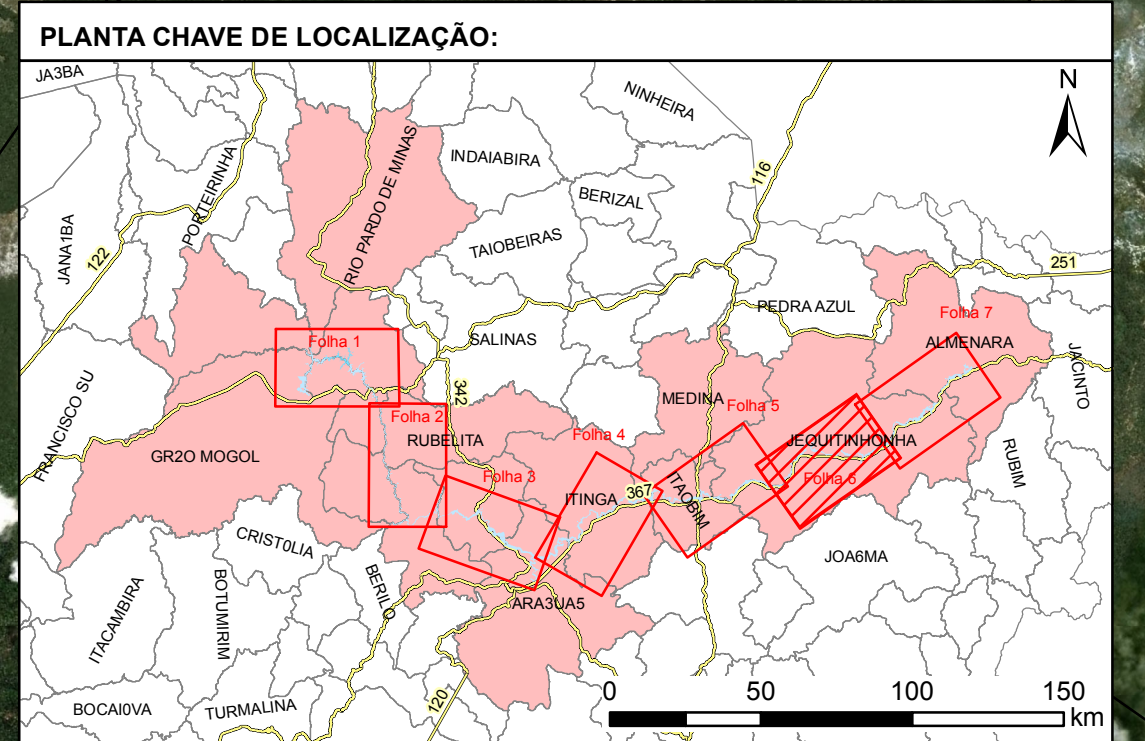 PLANTA CHAVE DE LOCALIZAÇÃO:
JA3BA
NINHEIRA
N
INDAIABIRA
PORTEIRINHA
RIO PARDO DE MINAS
116
BERIZAL
JANA1BA
TAIOBEIRAS
122
251
PEDRA AZUL
Folha 7
SALINAS
Folha 1
ALMENARA
JACINTO
FRANCISCO SU
342
MEDINA
Folha 5
Folha 2
RUBELITA
Folha 4
JEQUITINHONHA
GR2O MOGOL
RUBIM
Folha 3
Folha 6
ITINGA
367
ITAOBIM
CRIST0LIA
JOA6MA
BERILO
ITACAMBIRA
BOTUMIRIM
ARA3UA5
120
BOCAI0VA
TURMALINA
0 50 100 150
km